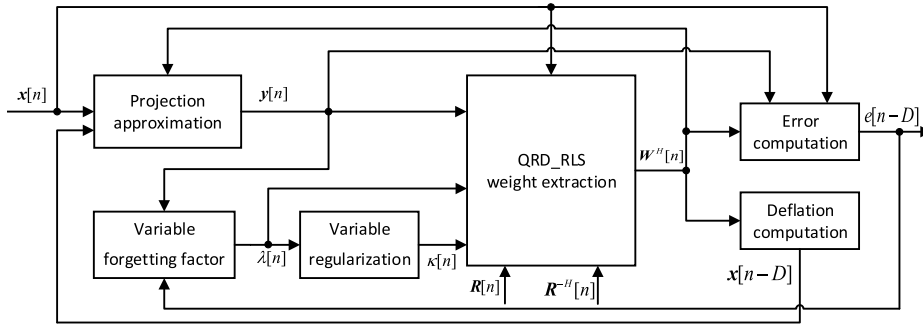 x[n]
Projection
approximation
y[n]
QRD_RLS
weight extraction
W^H[n]
Error
computation
e[n−D]
Variable
forgetting factor
λ[n]
Variable
regularization
κ[n]
Deflation
computation
x[n−D]
R[n]
R^{-H}[n]